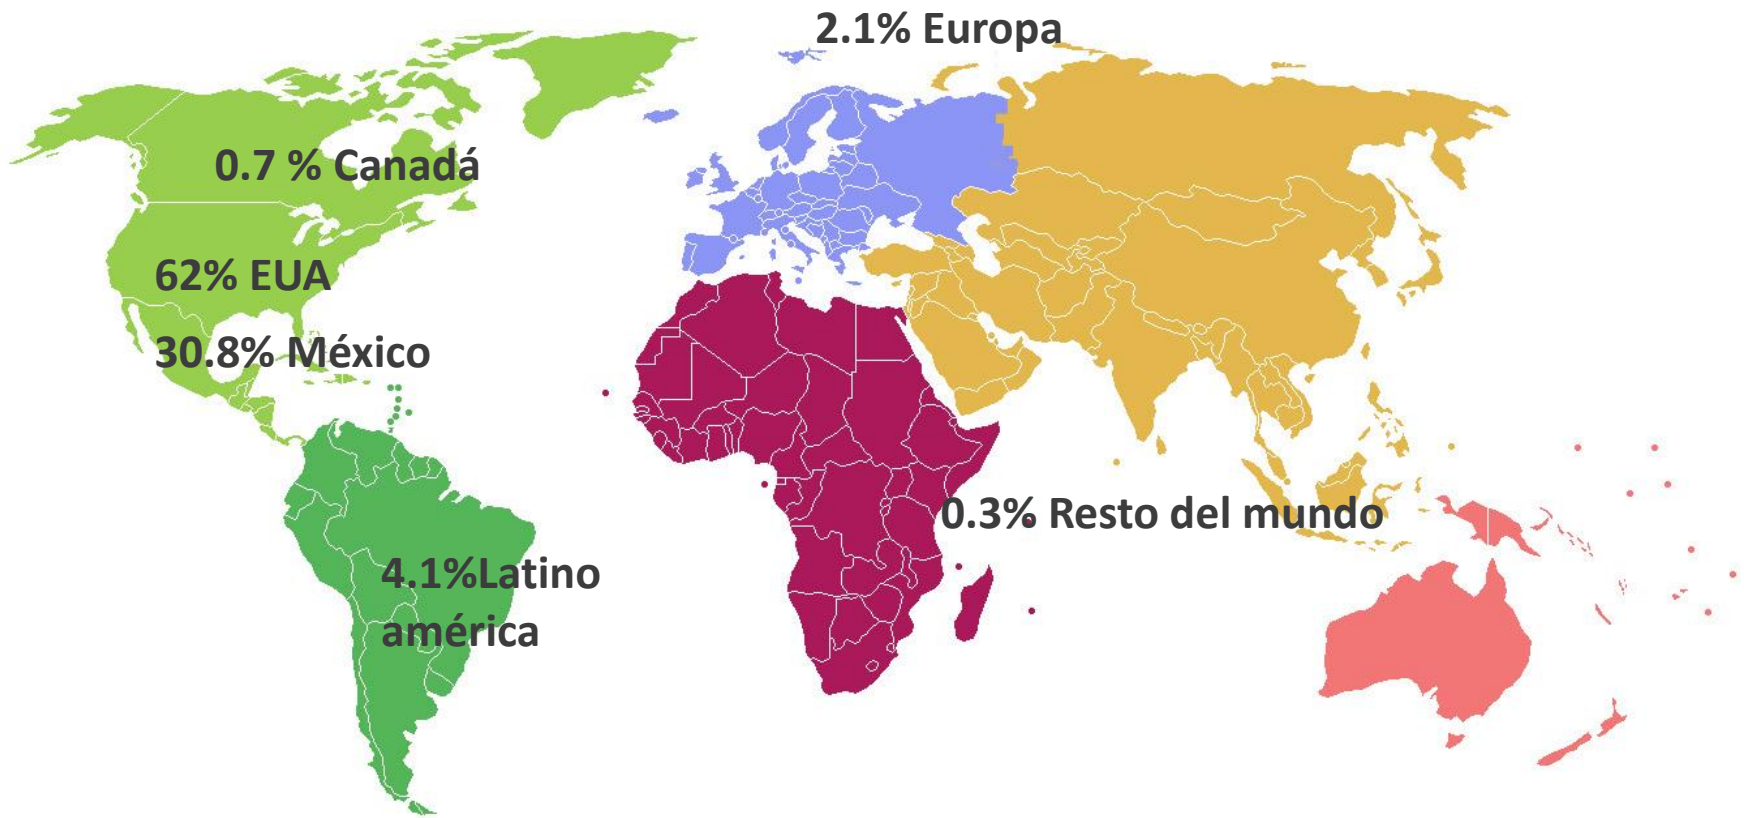 2.1% Europa
0.7 % Canadá
62% EUA
30.8% México
0.3% Resto del mundo
4.1%Latino
américa